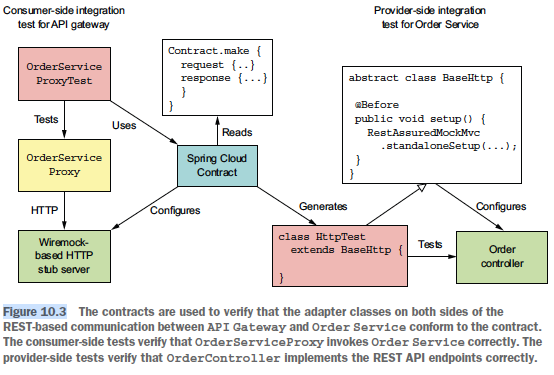 Consumer-side integration
test for API gateway
Provider-side integration
test for Order Service
OrderService
ProxyTest
Contract.make {
request {..}
response {...}
}
}
abstract class BaseHttp {
@Before
public void setup() {
RestAssuredMockMvc
.standaloneSetup(...);
}
}
Tests
Uses
Reads
OrderService
Proxy
Spring Cloud
Contract
HTTP
Configures
Generates
Configures
Wiremock-
based HTTP
stub server
class HttpTest
extends BaseHttp {
}
Tests
Order
controller
Figure 10.3 The contracts are used to verify that the adapter classes on both sides of the
REST-based communication between API Gateway and Order Service conform to the contract.
The consumer-side tests verify that OrderServiceProxy invokes Order Service correctly. The
provider-side tests verify that OrderController implements the REST API endpoints correctly.